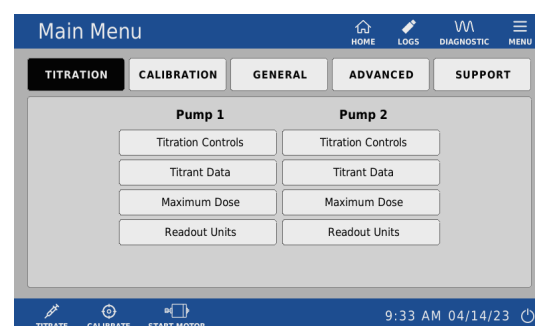 Main Menu
HOME LOGS DIAGNOSTIC MENU
TITRATION CALIBRATION GENERAL ADVANCED SUPPORT
Pump 1 Pump 2
Titration Controls Titration Controls
Titrant Data Titrant Data
Maximum Dose Maximum Dose
Readout Units Readout Units
TITRATE CALIBRATE START MOTOR
9:33 AM 04/14/23